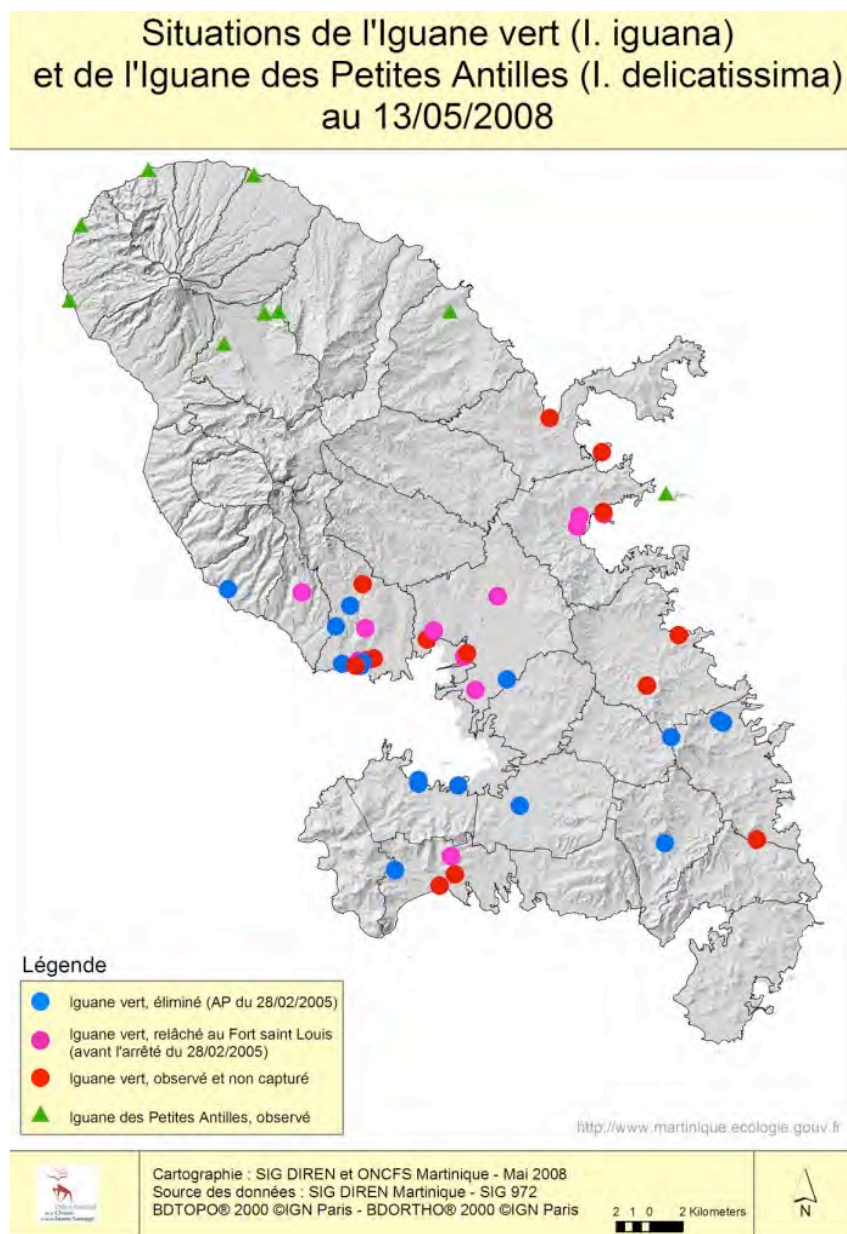 Situations de l'Iguane vert (I. iguana)
et de l'Iguane des Petites Antilles (I. delicatissima)
au 13/05/2008
Légende
Iguane vert, éliminé (AP du 28/02/2005)
Iguane vert, relâché au Fort saint Louis
(avant l'arrêté du 28/02/2005)
Iguane vert, observé et non capturé
Iguane des Petites Antilles, observé
http://www.martinique.ecologie.gouv.fr
Cartographie : SIG DIREN et ONCFS Martinique - Mai 2008
Source des données : SIG DIREN Martinique - SIG 972
BDTOPO® 2000 ©IGN Paris - BDORTHO® 2000 ©IGN Paris
2 1 0 2 Kilometers
N